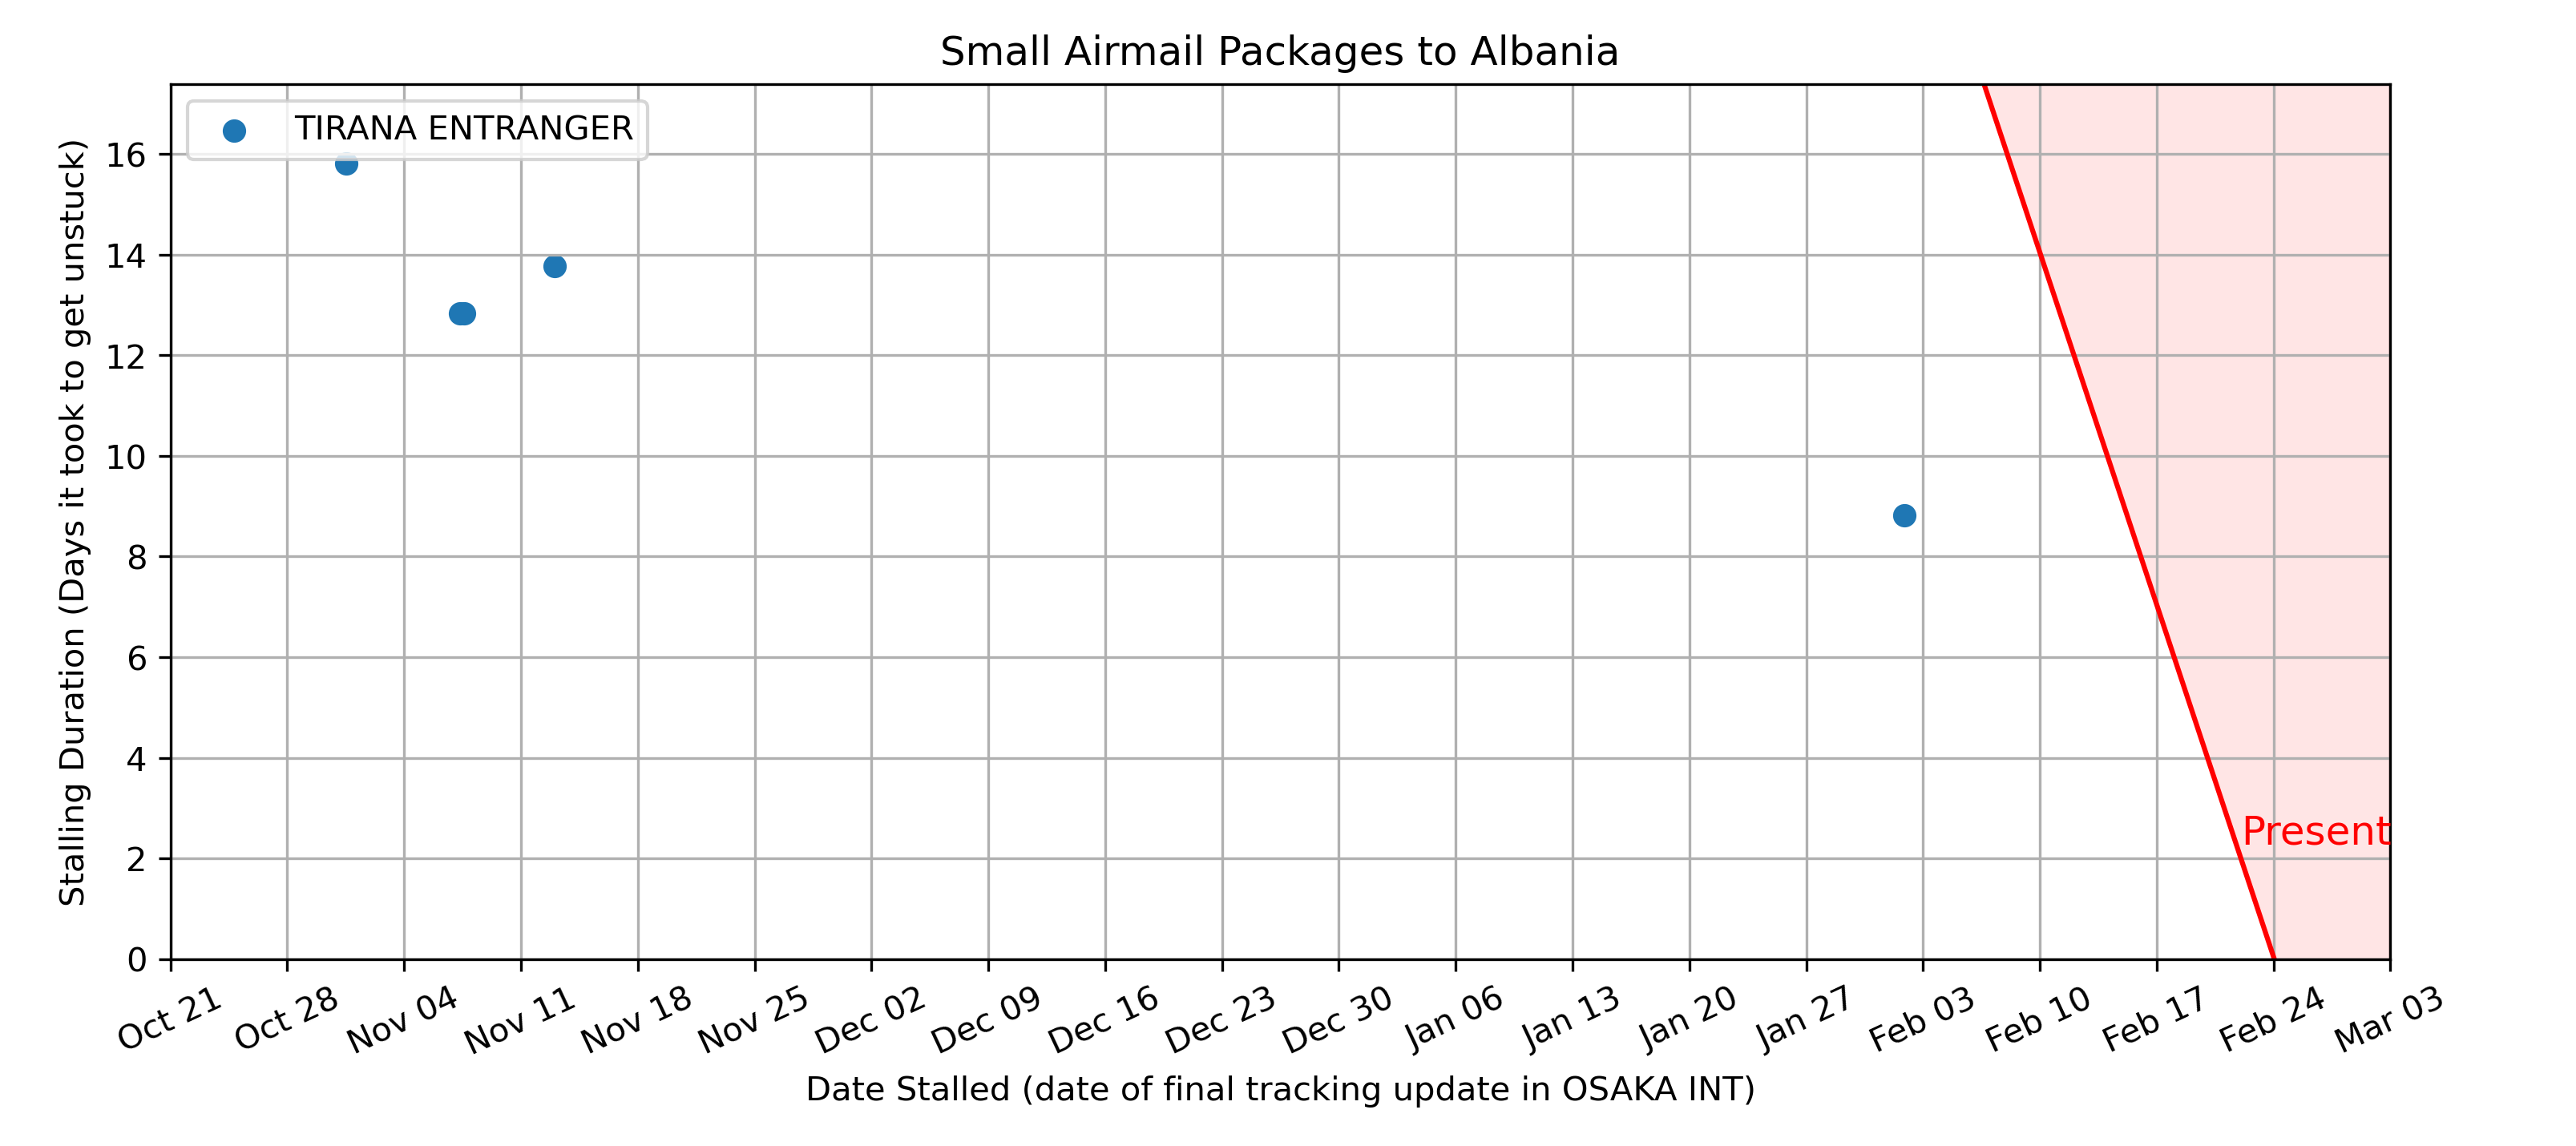 Small Airmail Packages to Albania
TIRANA ENTRANGER
Stalling Duration (Days it took to get unstuck)
16
14
12
10
8
6
4
2
0
Present
Oct 21 Oct 28 Nov 04 Nov 11 Nov 18 Nov 25 Dec 02 Dec 09 Dec 16 Dec 23 Dec 30 Jan 06 Jan 13 Jan 20 Jan 27 Feb 03 Feb 10 Feb 17 Feb 24 Mar 03
Date Stalled (date of final tracking update in OSAKA INT)